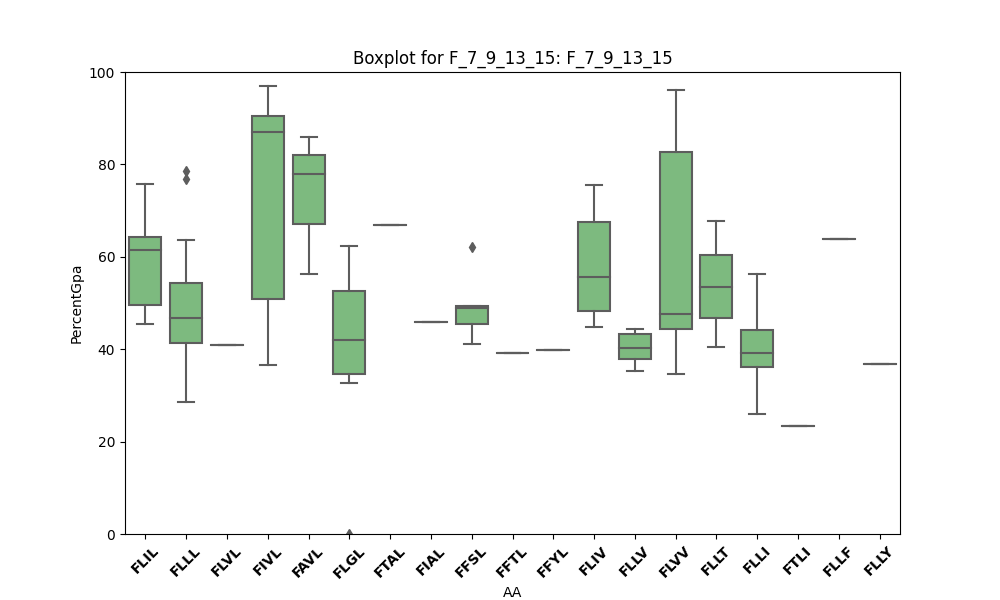 Boxplot for F_7_9_13_15: F_7_9_13_15
100
80
60
40
20
0
PercentGpa
FLIL FLLL FLVL FIVL FAVL FLGL FTAL FIAL FFSL FFTL FFYL FLIV FLLV FLVV FLLT FLLI FTLI FLLF FLLY
AA